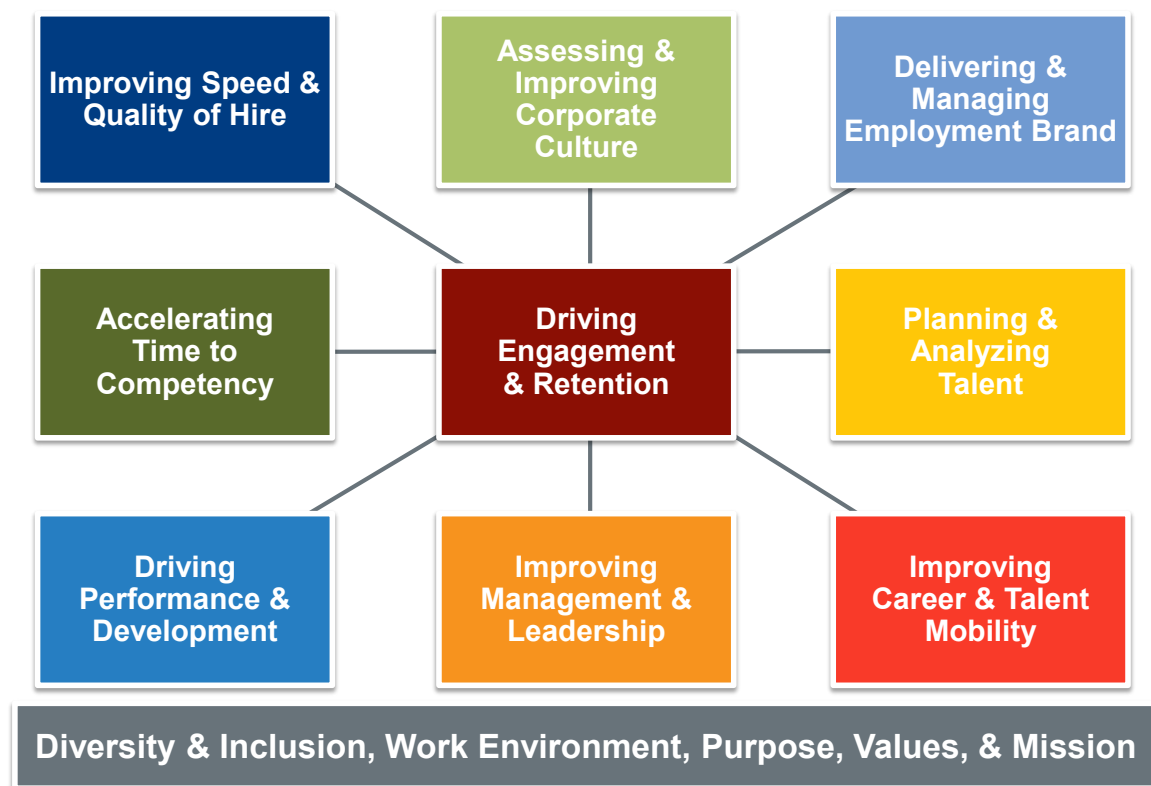 Improving Speed &
Quality of Hire
Assessing &
Improving
Corporate
Culture
Delivering &
Managing
Employment Brand
Accelerating
Time to
Competency
Driving
Engagement
& Retention
Planning &
Analyzing
Talent
Driving
Performance &
Development
Improving
Management &
Leadership
Improving
Career & Talent
Mobility
Diversity & Inclusion, Work Environment, Purpose, Values, & Mission